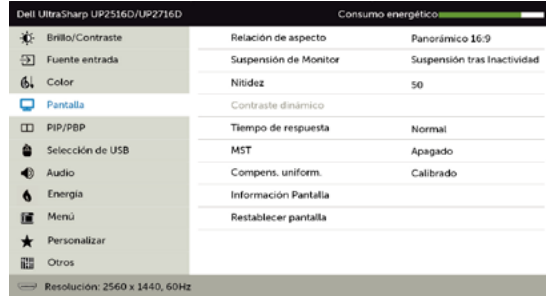 Dell UltraSharp UP2516D/UP2716D Consumo energético
Brillo/Contraste
Fuente entrada
Color
Pantalla
PIP/PBP
Selección de USB
Audio
Energía
Menú
Personalizar
Otros
Relación de aspecto Panorámico 16:9
Suspensión de Monitor Suspensión tras Inactividad
Nitidez 50
Contraste dinámico
Tiempo de respuesta Normal
MST Apagado
Compens. uniform. Calibrado
Información Pantalla
Restablecer pantalla
Resolución: 2560 x 1440, 60Hz